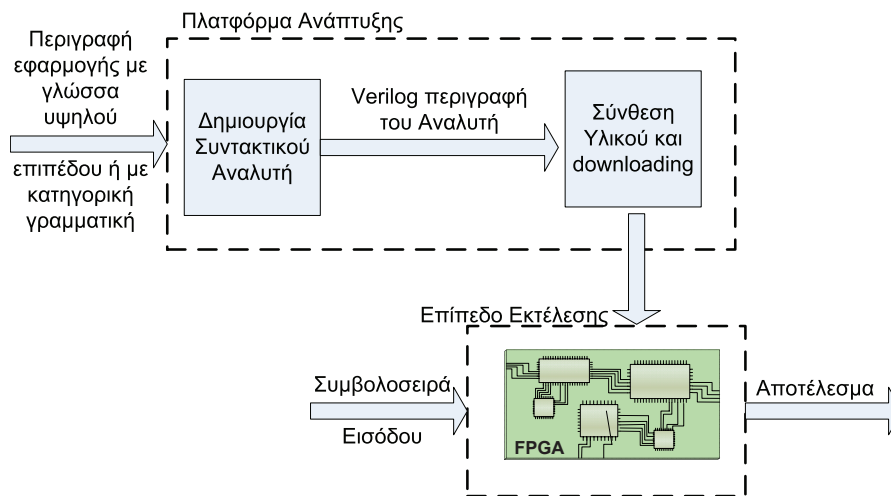 Πλατφόρμα Ανάπτυξης
Περιγραφή
εφαρμογής με
γλώσσα
υψηλού
επιπέδου ή με
κατηγορική
γραμματική
Δημιουργία
Συντακτικού
Αναλυτή
Verilog περιγραφή
του Αναλυτή
Σύνθεση
Υλικού και
downloading
Επίπεδο Εκτέλεσης
Συμβολοσειρά
Εισόδου
FPGA
Αποτέλεσμα